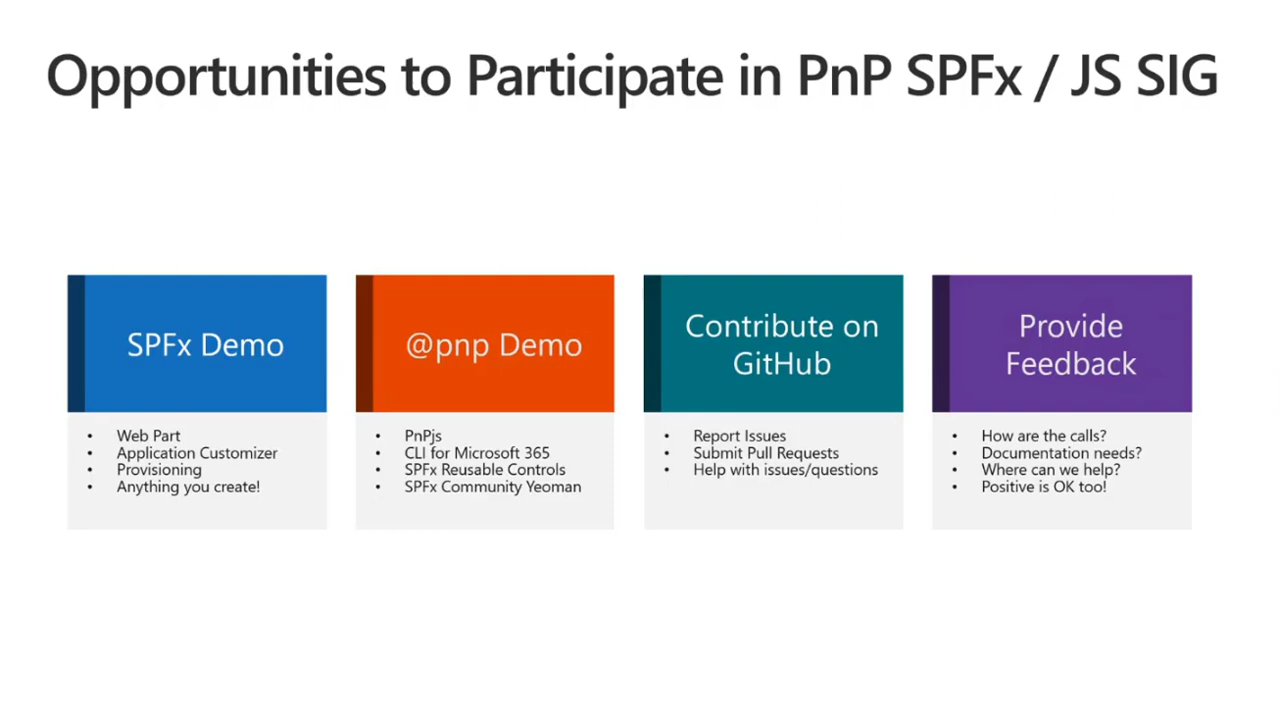 Opportunities to Participate in PnP SPFx / JS SIG
SPFx Demo
• Web Part
• Application Customizer
• Provisioning
• Anything you create!
@pnp Demo
• PnPjs
• CLI for Microsoft 365
• SPFx Reusable Controls
• SPFx Community Yeoman
Contribute on
GitHub
• Report Issues
• Submit Pull Requests
• Help with issues/questions
Provide
Feedback
• How are the calls?
• Documentation needs?
• Where can we help?
• Positive is OK too!